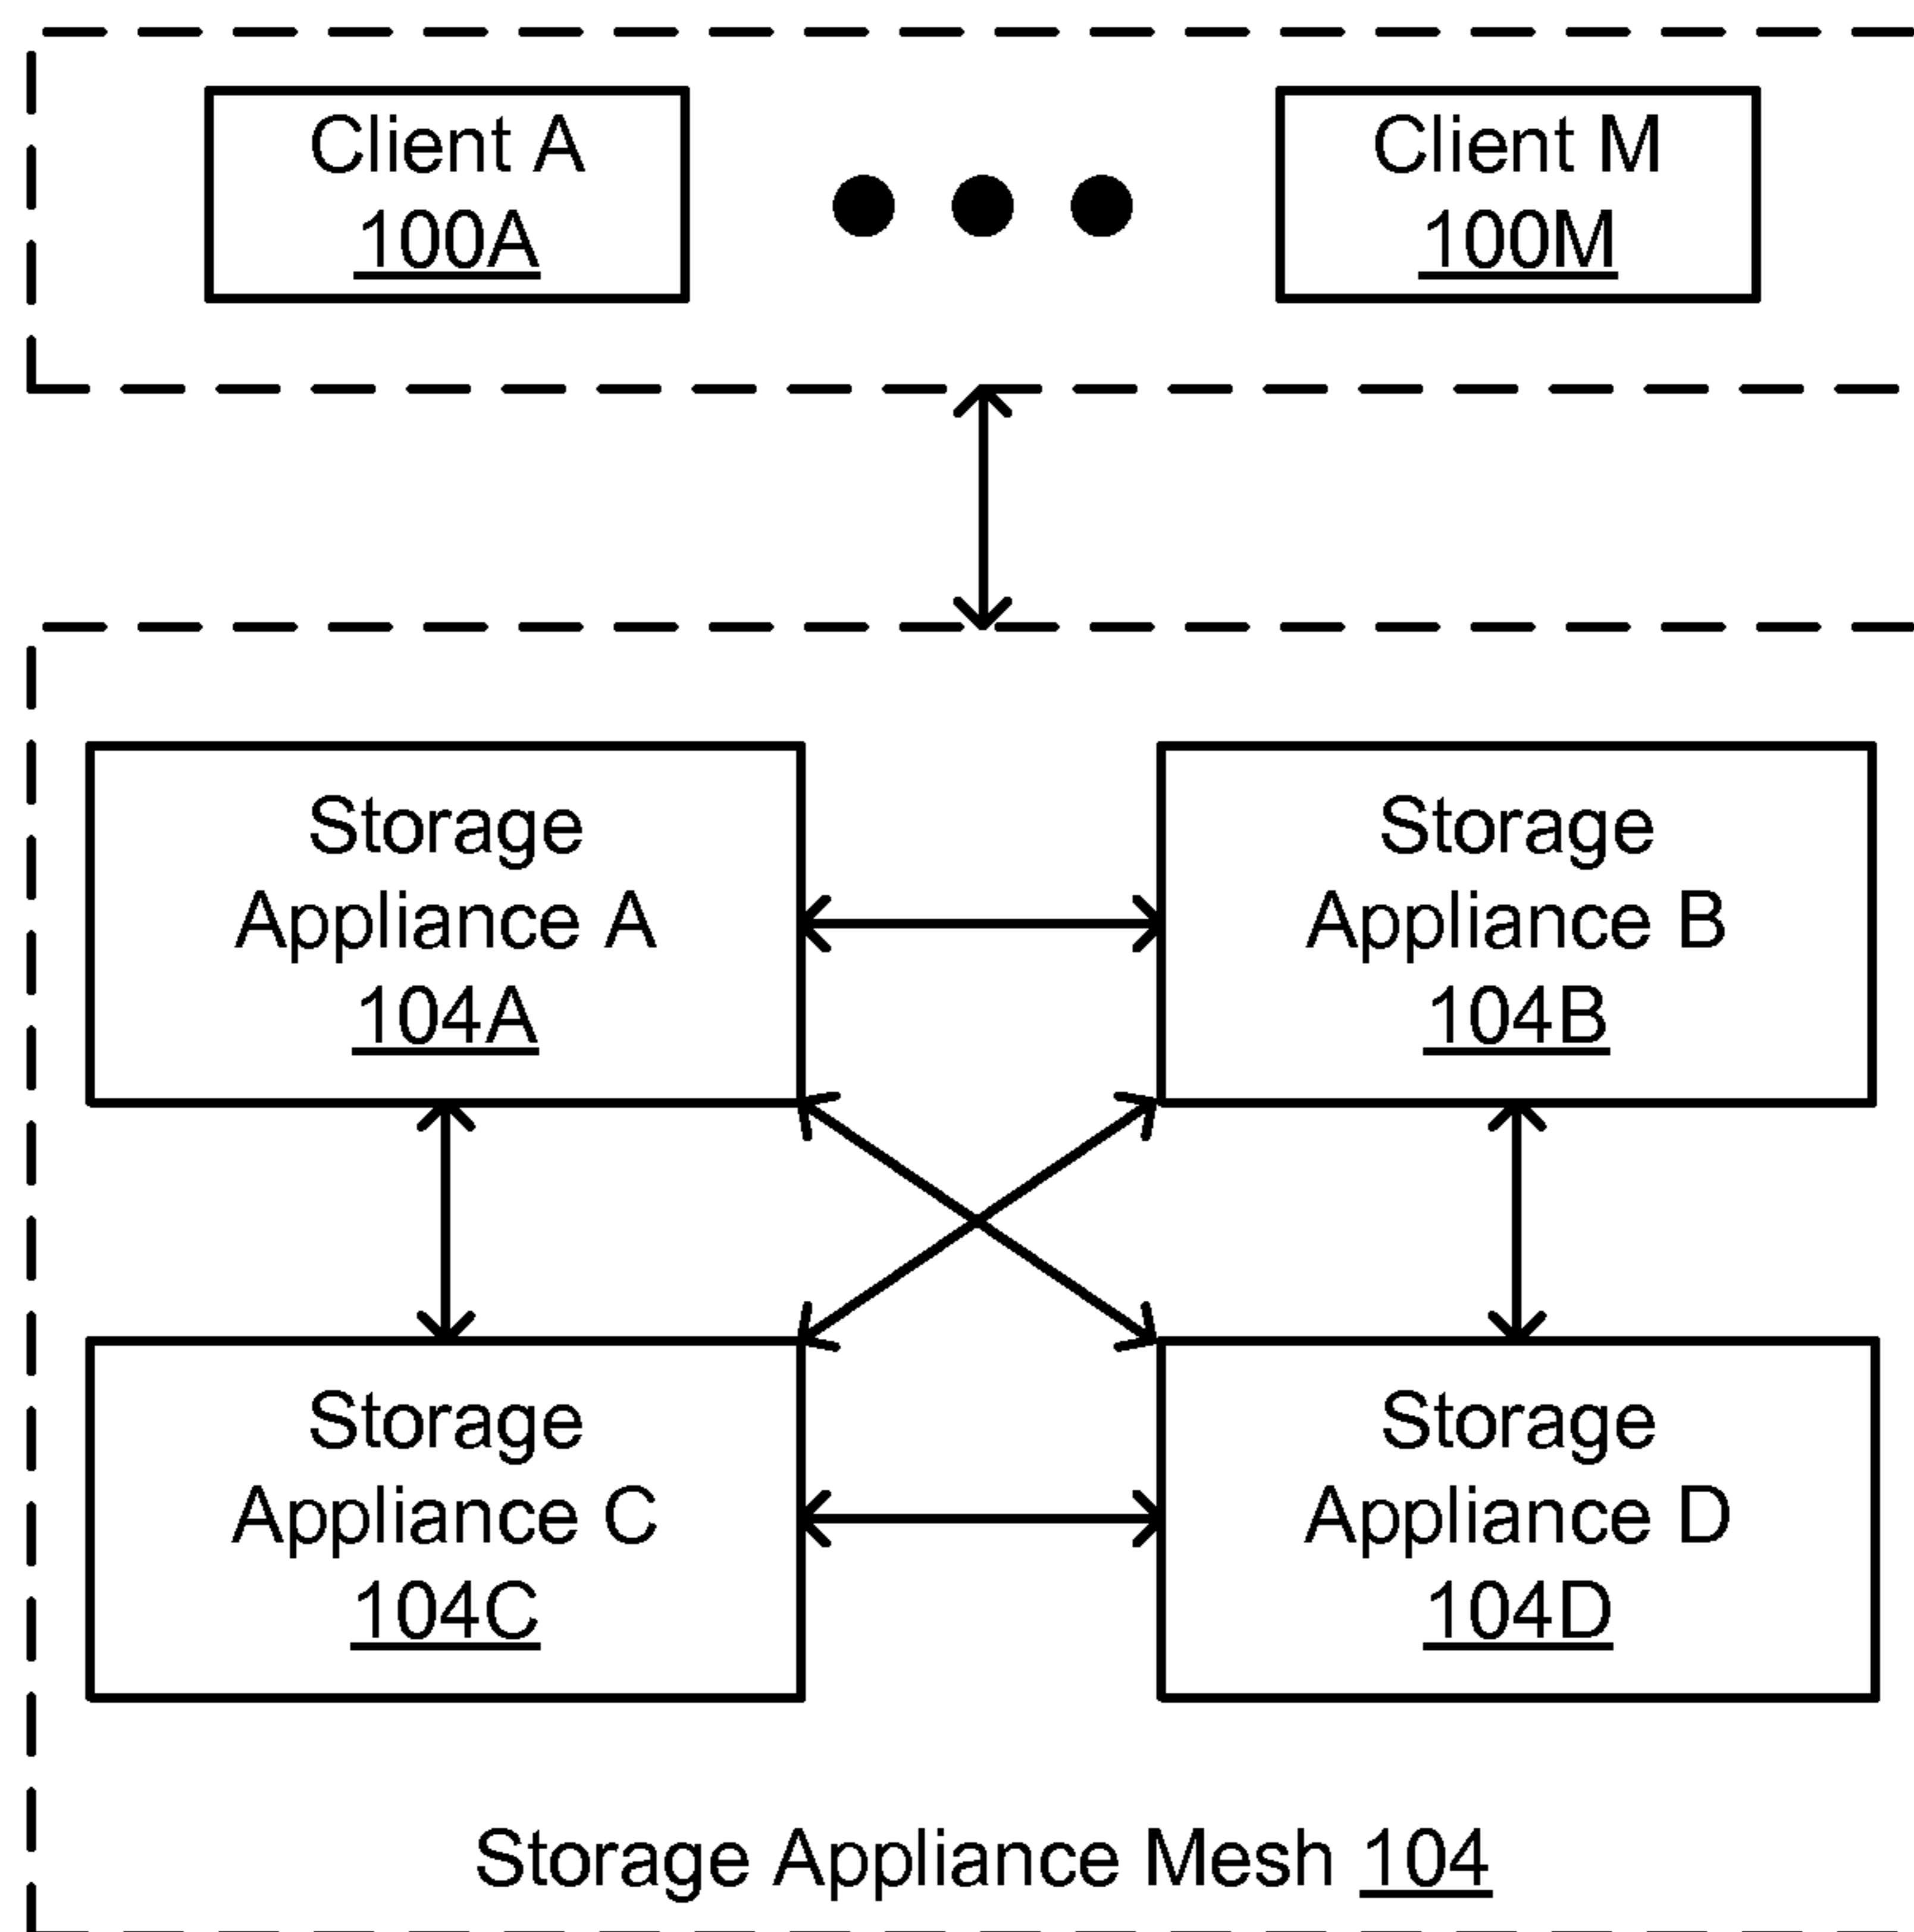 Client A
100A
Client M
100M
Storage
Appliance A
104A
Storage
Appliance B
104B
Storage
Appliance C
104C
Storage
Appliance D
104D
Storage Appliance Mesh 104